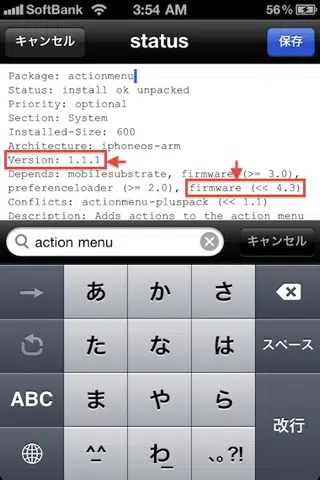 SoftBank 3:54 AM 56%
キャンセル status 保存
Package: actionmenu
Status: install ok unpacked
Priority: optional
Section: System
Installed-Size: 600
Architecture: iphoneos-arm
Version: 1.1.1
Depends: mobilesubstrate, firmware (>= 3.0),
preferenceloader (>= 2.0), firmware (<< 4.3)
Conflicts: actionmenu-pluspack (<< 1.1)
Description: Adds actions to the action menu
action menu キャンセル
あ か さ
た な は スペース
ABC ま や ら
改行
^_^ わ_ 、。?!